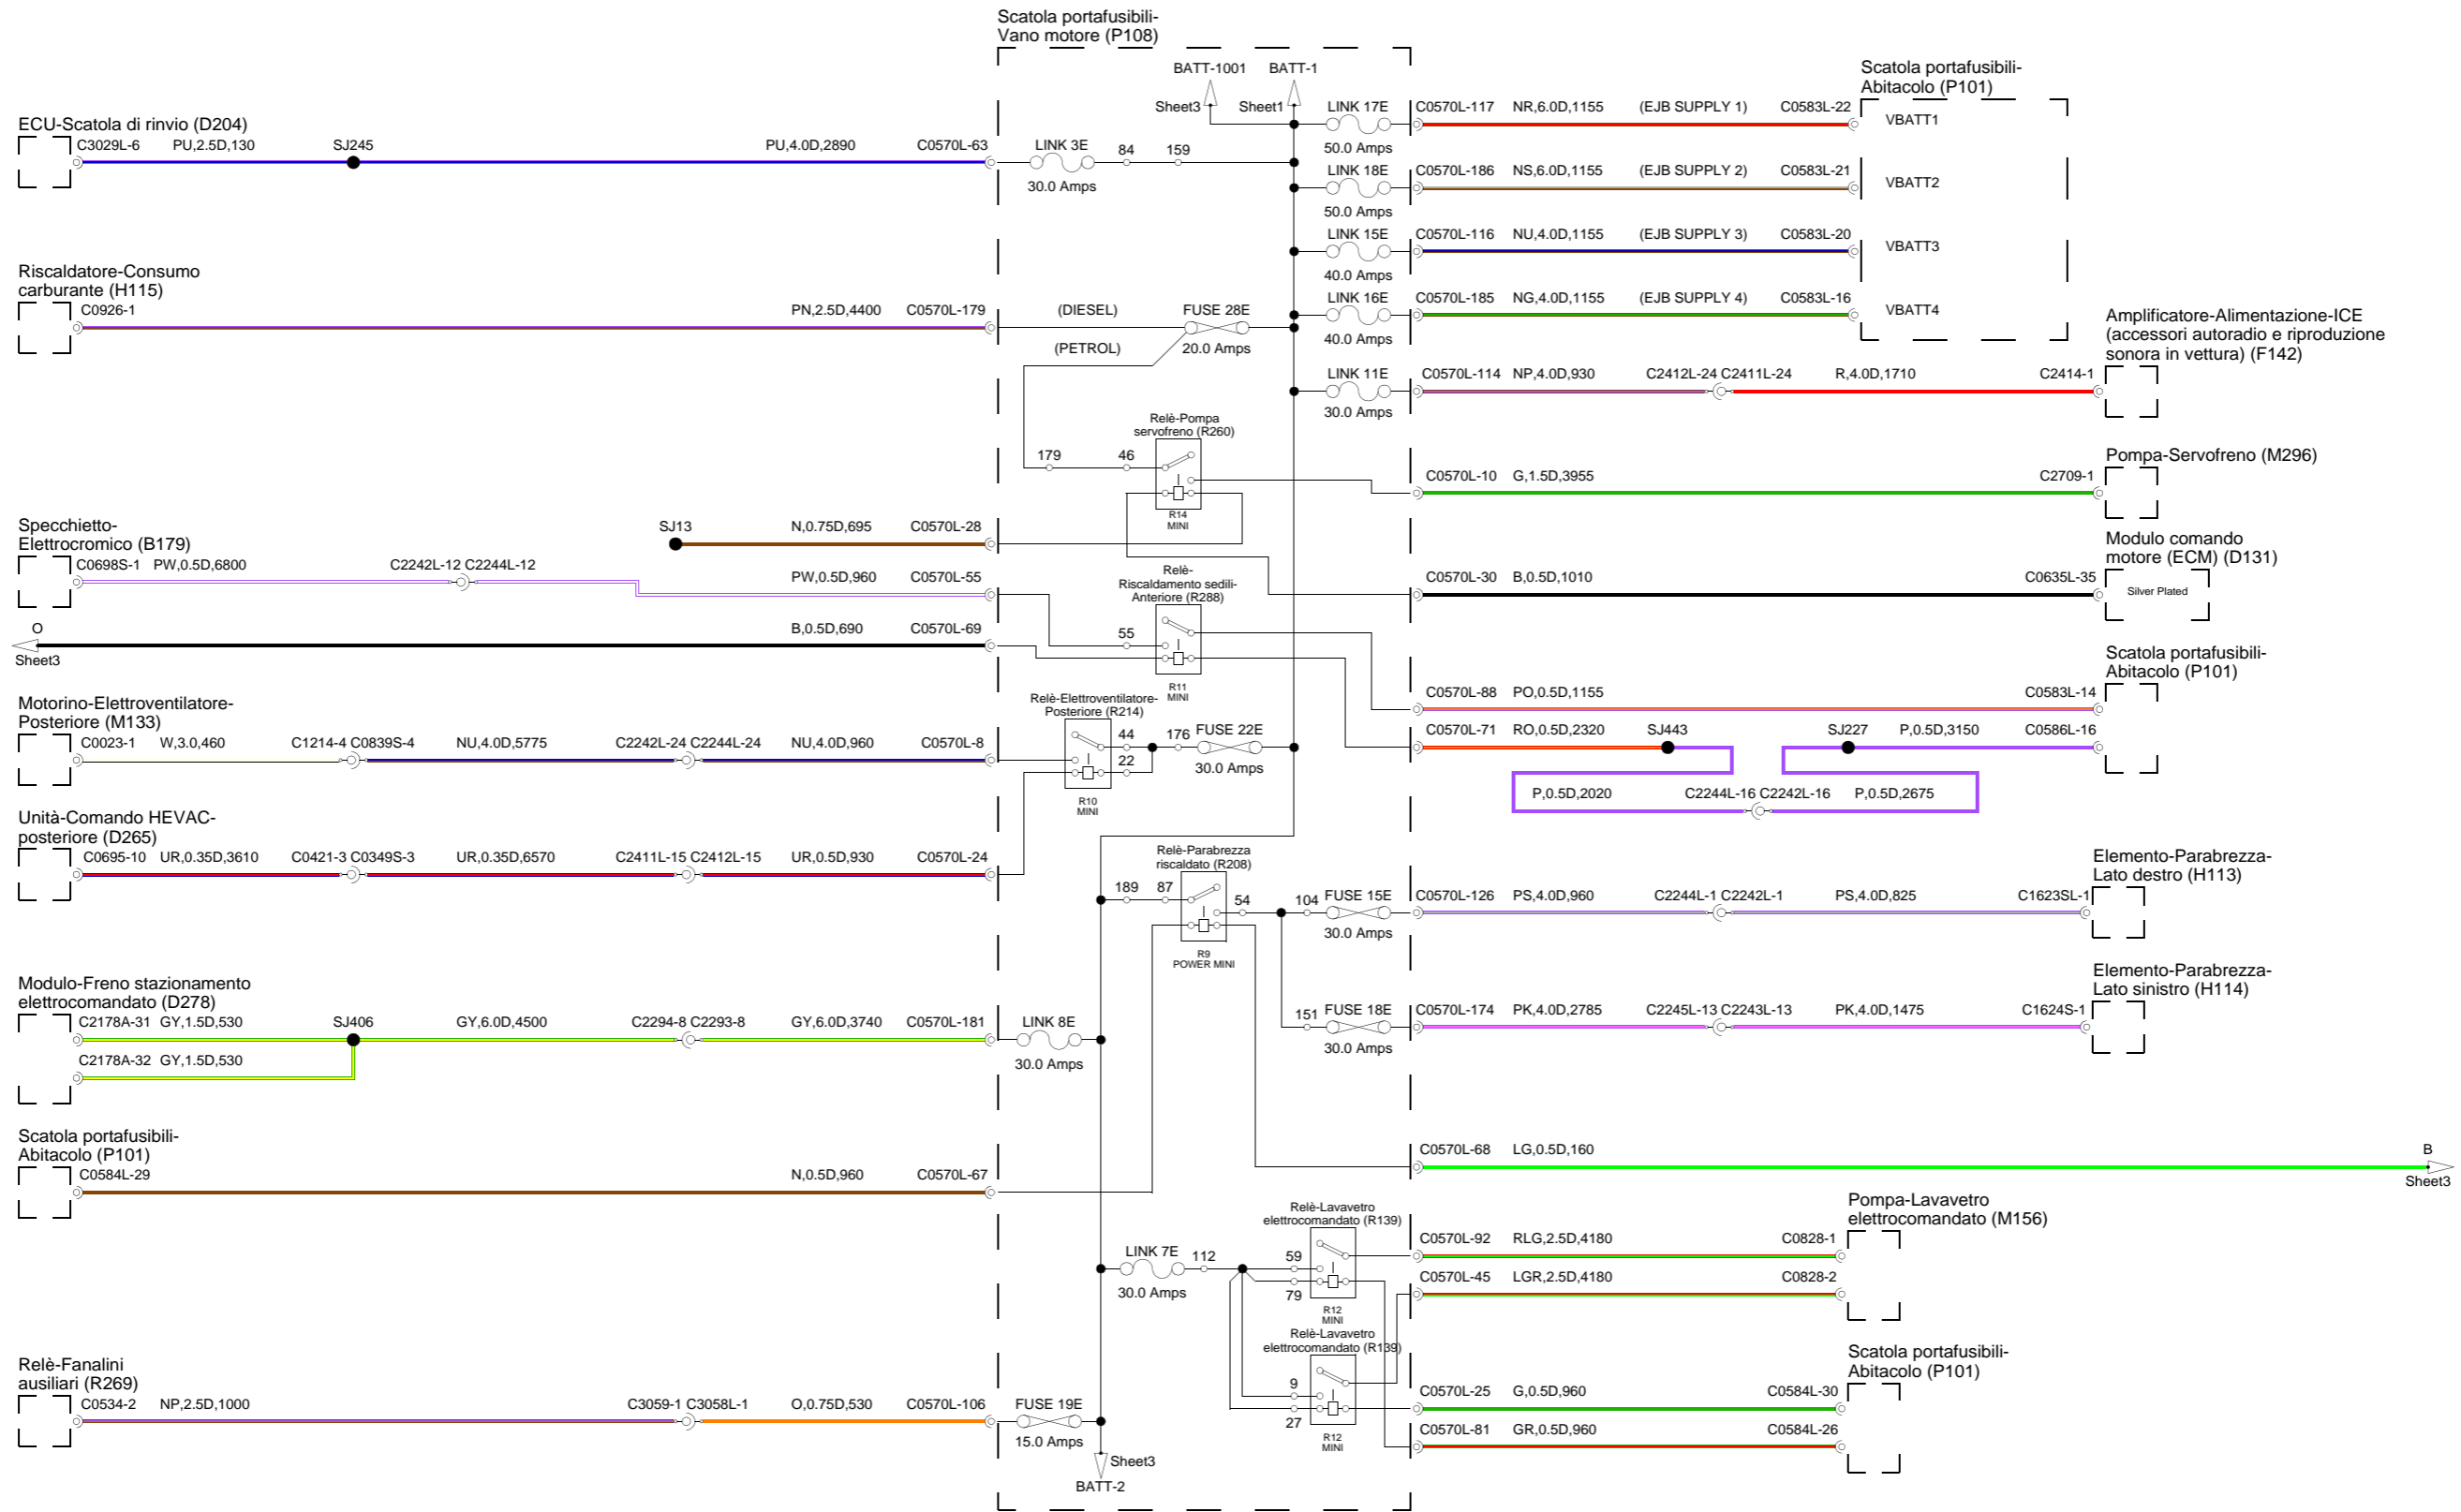 Scatola portafusibili-
Vano motore (P108)
BATT-1001 BATT-1
Sheet3 Sheet1
Scatola portafusibili-
Abitacolo (P101)
LINK 17E C0570L-117 NR,6.0D,1155 (EJB SUPPLY 1) C0583L-22 VBATT1
50.0 Amps
ECU-Scatola di rinvio (D204)
C3029L-6 PU,2.5D,130 SJ245 PU,4.0D,2890 C0570L-63 LINK 3E 84 159
30.0 Amps
LINK 18E C0570L-186 NS,6.0D,1155 (EJB SUPPLY 2) C0583L-21 VBATT2
50.0 Amps
LINK 15E C0570L-116 NU,4.0D,1155 (EJB SUPPLY 3) C0583L-20 VBATT3
40.0 Amps
Riscaldatore-Consumo
carburante (H115)
C0926-1 PN,2.5D,4400 C0570L-179 (DIESEL) FUSE 28E
(PETROL) 20.0 Amps
LINK 16E C0570L-185 NG,4.0D,1155 (EJB SUPPLY 4) C0583L-16 VBATT4
40.0 Amps
Amplificatore-Alimentazione-ICE
(accessori autoradio e riproduzione
sonora in vettura) (F142)
LINK 11E C0570L-114 NP,4.0D,930 C2412L-24 C2411L-24 R,4.0D,1710 C2414-1
30.0 Amps
Relè-Pompa
servofreno (R260)
179 46
R14
MINI
Pompa-Servofreno (M296)
C0570L-10 G,1.5D,3955 C2709-1
SJ13 N,0.75D,695 C0570L-28
Specchietto-
Elettrocromico (B179)
C0698S-1 PW,0.5D,6800 C2242L-12 C2244L-12 PW,0.5D,960 C0570L-55
Modulo comando
motore (ECM) (D131)
C0570L-30 B,0.5D,1010 C0635L-35
Silver Plated
Relè-
Riscaldamento sedili-
Anteriore (R288)
55
R11
MINI
O B,0.5D,690 C0570L-69
Sheet3
Scatola portafusibili-
Abitacolo (P101)
C0570L-88 PO,0.5D,1155 C0583L-14
C0570L-71 RO,0.5D,2320 SJ443 SJ227 P,0.5D,3150 C0586L-16
P,0.5D,2020 C2244L-16 C2242L-16 P,0.5D,2675
Motorino-Elettroventilatore-
Posteriore (M133)
C0023-1 W,3.0,460 C1214-4 C0839S-4 NU,4.0D,5775 C2242L-24 C2244L-24 NU,4.0D,960 C0570L-8
Relè-Elettroventilatore-
Posteriore (R214)
44 176 FUSE 22E
22 30.0 Amps
R10
MINI
Unità-Comando HEVAC-
posteriore (D265)
C0695-10 UR,0.35D,3610 C0421-3 C0349S-3 UR,0.35D,6570 C2411L-15 C2412L-15 UR,0.5D,930 C0570L-24
Relè-Parabrezza
riscaldato (R208)
189 87 54
R9
POWER MINI
Elemento-Parabrezza-
Lato destro (H113)
104 FUSE 15E C0570L-126 PS,4.0D,960 C2244L-1 C2242L-1 PS,4.0D,825 C1623SL-1
30.0 Amps
Elemento-Parabrezza-
Lato sinistro (H114)
151 FUSE 18E C0570L-174 PK,4.0D,2785 C2245L-13 C2243L-13 PK,4.0D,1475 C1624S-1
30.0 Amps
Modulo-Freno stazionamento
elettrocomandato (D278)
C2178A-31 GY,1.5D,530 SJ406 GY,6.0D,4500 C2294-8 C2293-8 GY,6.0D,3740 C0570L-181 LINK 8E
C2178A-32 GY,1.5D,530
30.0 Amps
Scatola portafusibili-
Abitacolo (P101)
C0584L-29 N,0.5D,960 C0570L-67
C0570L-68 LG,0.5D,160 B
Sheet3
Relè-Lavavetro
elettrocomandato (R139)
LINK 7E 112 59
30.0 Amps 79
R12
MINI
Pompa-Lavavetro
elettrocomandato (M156)
C0570L-92 RLG,2.5D,4180 C0828-1
C0570L-45 LGR,2.5D,4180 C0828-2
Relè-Lavavetro
elettrocomandato (R139)
9
27
R12
MINI
Scatola portafusibili-
Abitacolo (P101)
C0570L-25 G,0.5D,960 C0584L-30
C0570L-81 GR,0.5D,960 C0584L-26
Relè-Fanalini
ausiliari (R269)
C0534-2 NP,2.5D,1000 C3059-1 C3058L-1 O,0.75D,530 C0570L-106 FUSE 19E
15.0 Amps
Sheet3
BATT-2